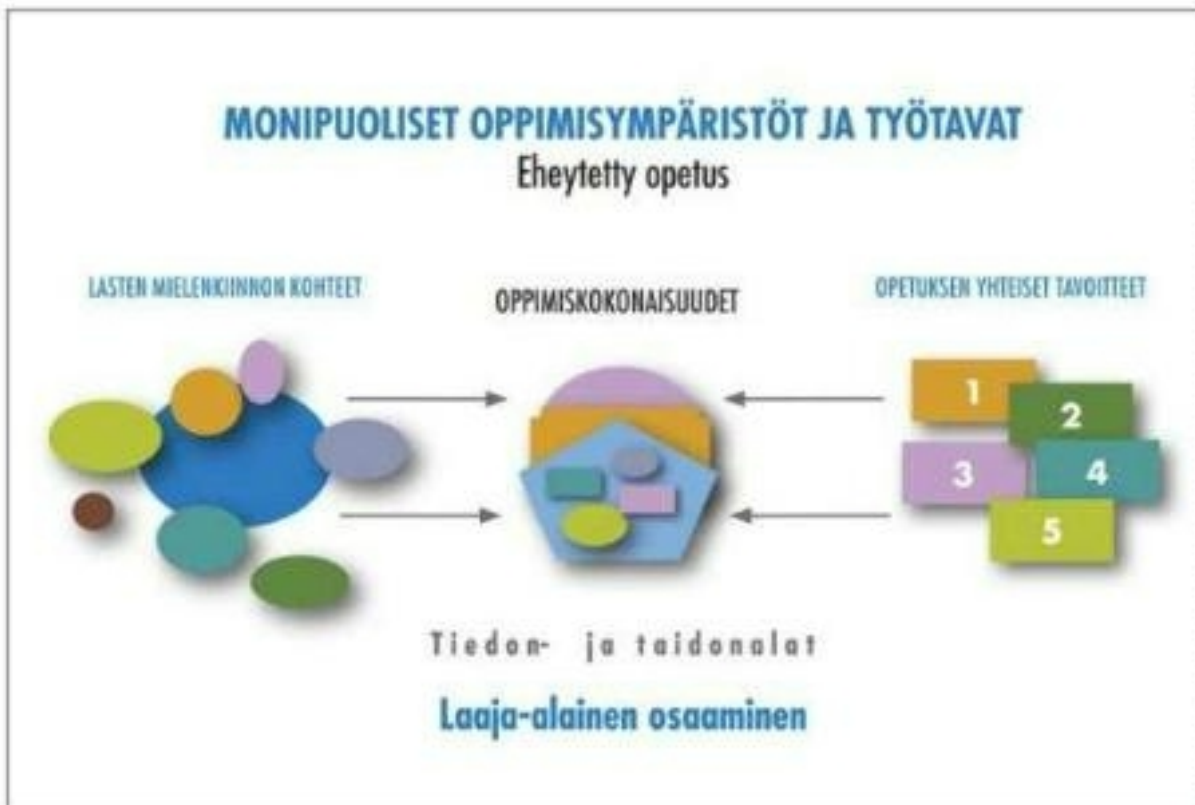 MONIPUOLISET OPPIMISYMPÄRISTÖT JA TYÖTAVAT
Eheytetty opetus
LASTEN MIELENKIINNON KOHTEET
OPPIMISKOKONAISUUDET
OPETUKSEN YHTEISET TAVOITTEET
1
2
3
4
5
Tiedon- ja taidonalat
Laaja-alainen osaaminen